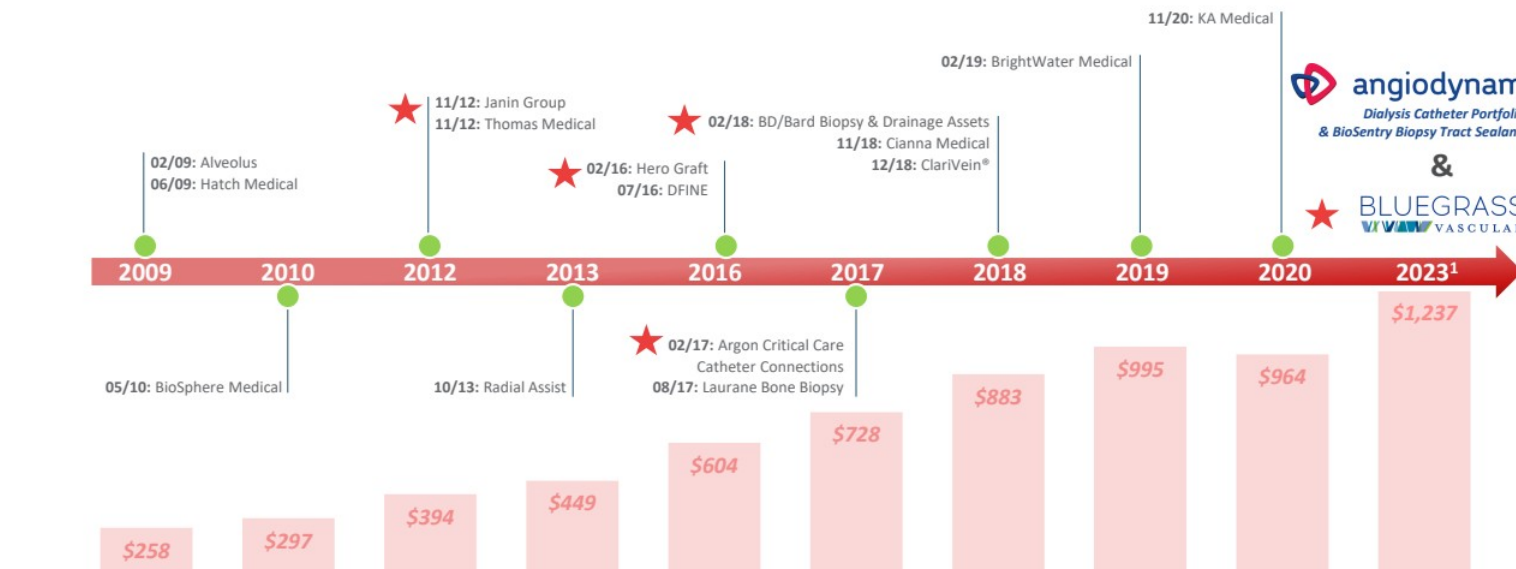 11/20: KA Medical
02/19: BrightWater Medical
angiodynam
Dialysis Catheter Portfoli
& BioSentry Biopsy Tract Sealan
&
BLUEGRASS
VASCULAR
11/12: Janin Group
11/12: Thomas Medical
02/18: BD/Bard Biopsy & Drainage Assets
11/18: Cianna Medical
12/18: ClariVein®
02/09: Alveolus
06/09: Hatch Medical
02/16: Hero Graft
07/16: DFINE
2009 2010 2012 2013 2016 2017 2018 2019 2020 2023¹
05/10: BioSphere Medical
10/13: Radial Assist
02/17: Argon Critical Care
Catheter Connections
08/17: Laurane Bone Biopsy
$258 $297 $394 $449 $604 $728 $883 $995 $964 $1,237